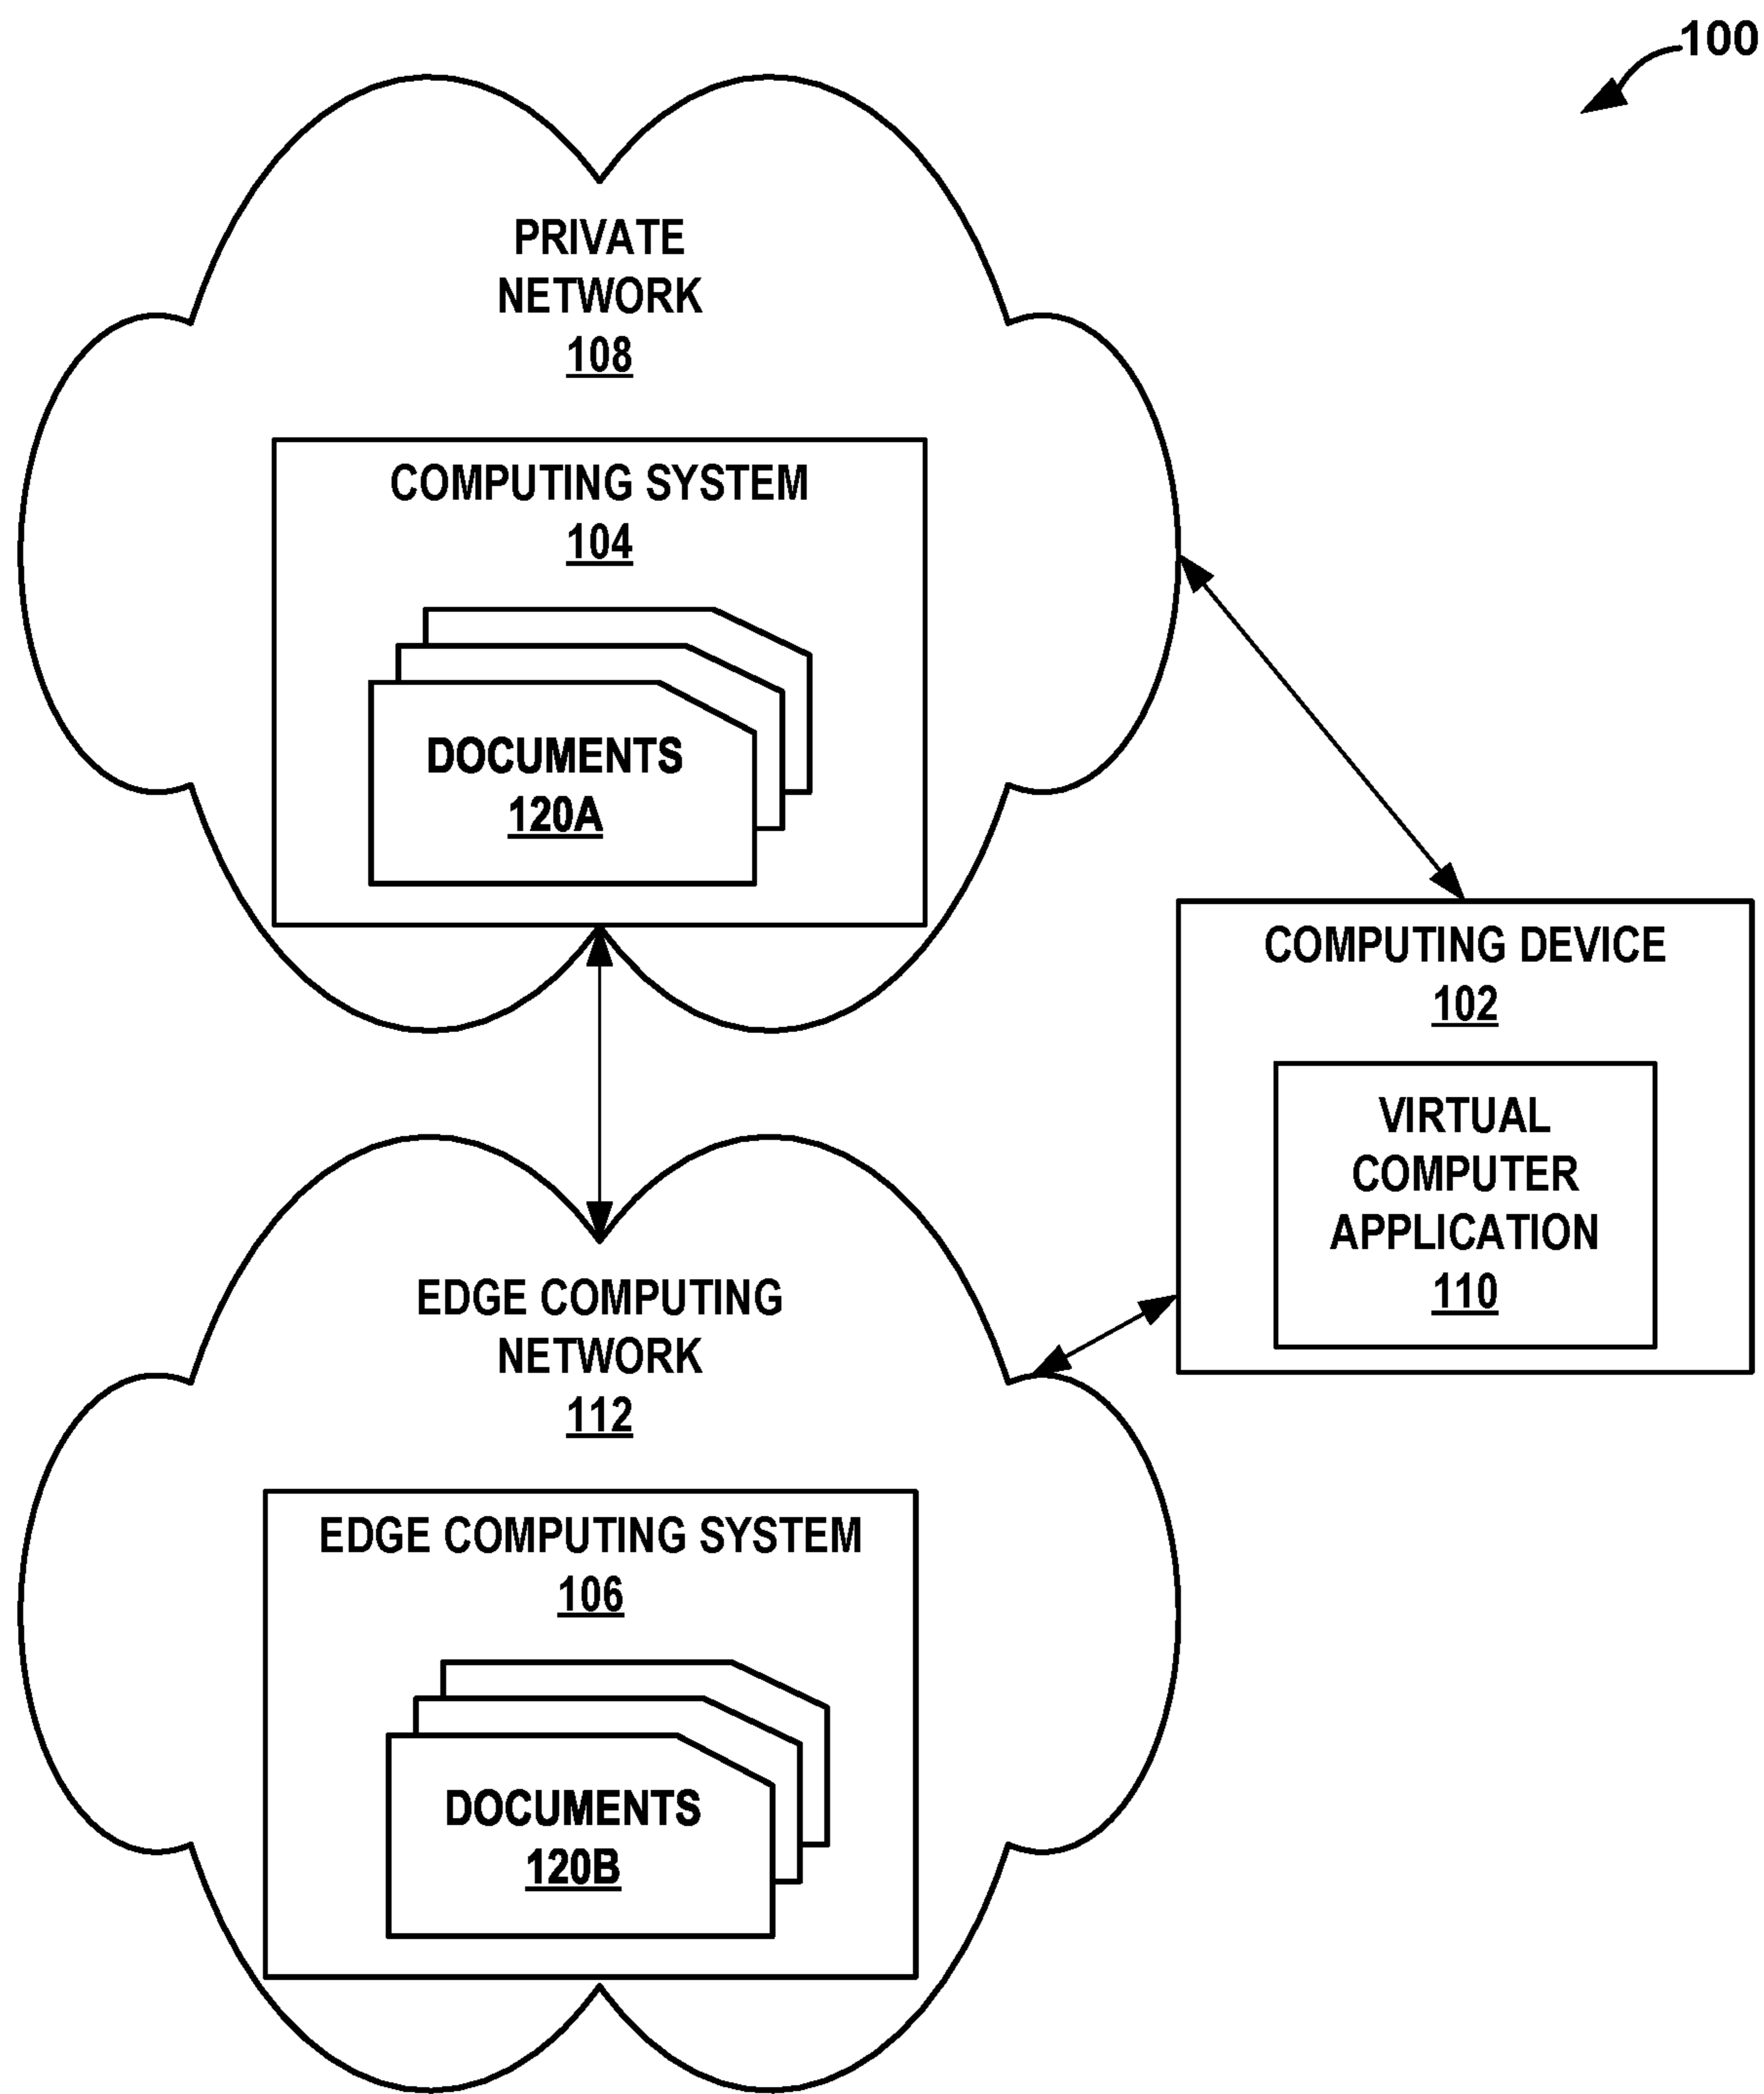 100
PRIVATE
NETWORK
108
COMPUTING SYSTEM
104
DOCUMENTS
120A
COMPUTING DEVICE
102
VIRTUAL
COMPUTER
APPLICATION
110
EDGE COMPUTING
NETWORK
112
EDGE COMPUTING SYSTEM
106
DOCUMENTS
120B